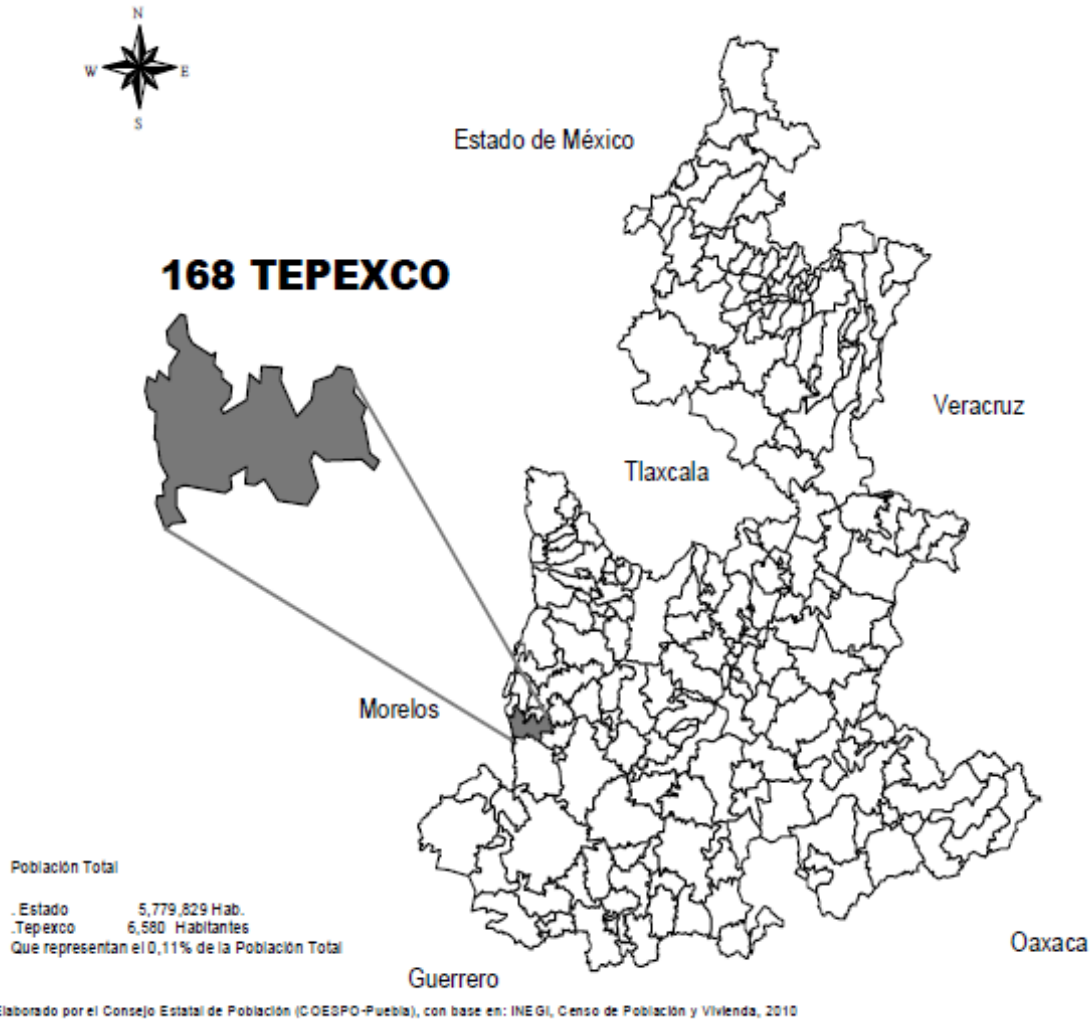 N
W E
S
Estado de México
168 TEPEXCO
Veracruz
Tlaxcala
Morelos
Población Total
. Estado 5,779,829 Hab.
.Tepexco 6,580 Habitantes
Que representan el 0,11% de la Población Total
Oaxaca
Guerrero
Elaborado por el Consejo Estatal de Población (COESPO-Puebla), con base en: INEGI, Censo de Población y Vivienda, 2010